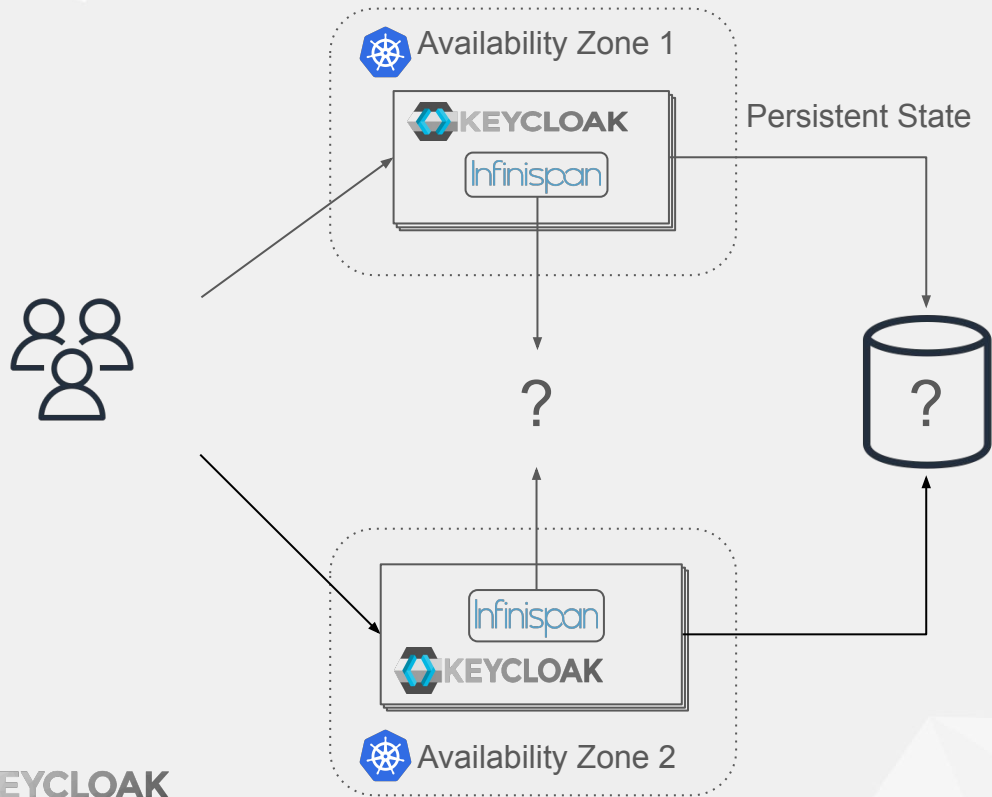 Availability Zone 1
KEYCLOAK
Infinispan
Persistent State
?
?
Infinispan
KEYCLOAK
Availability Zone 2
EYCLOAK